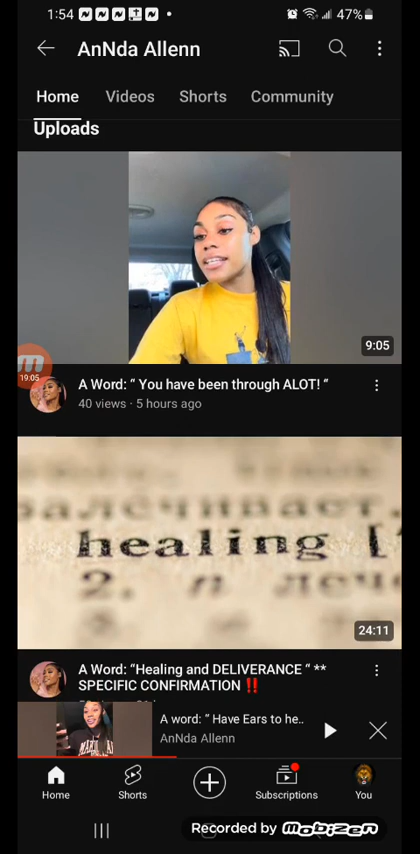 1:54
47%
AnNda Allenn
Home Videos Shorts Community
Uploads
9:05
19:05
A Word: “ You have been through ALOT! “
40 views · 5 hours ago
healing [
2. n
24:11
A Word: “Healing and DELIVERANCE “ **
SPECIFIC CONFIRMATION ‼️
A word: “ Have Ears to he..
AnNda Allenn
Home Shorts Subscriptions You
Recorded by mobizen